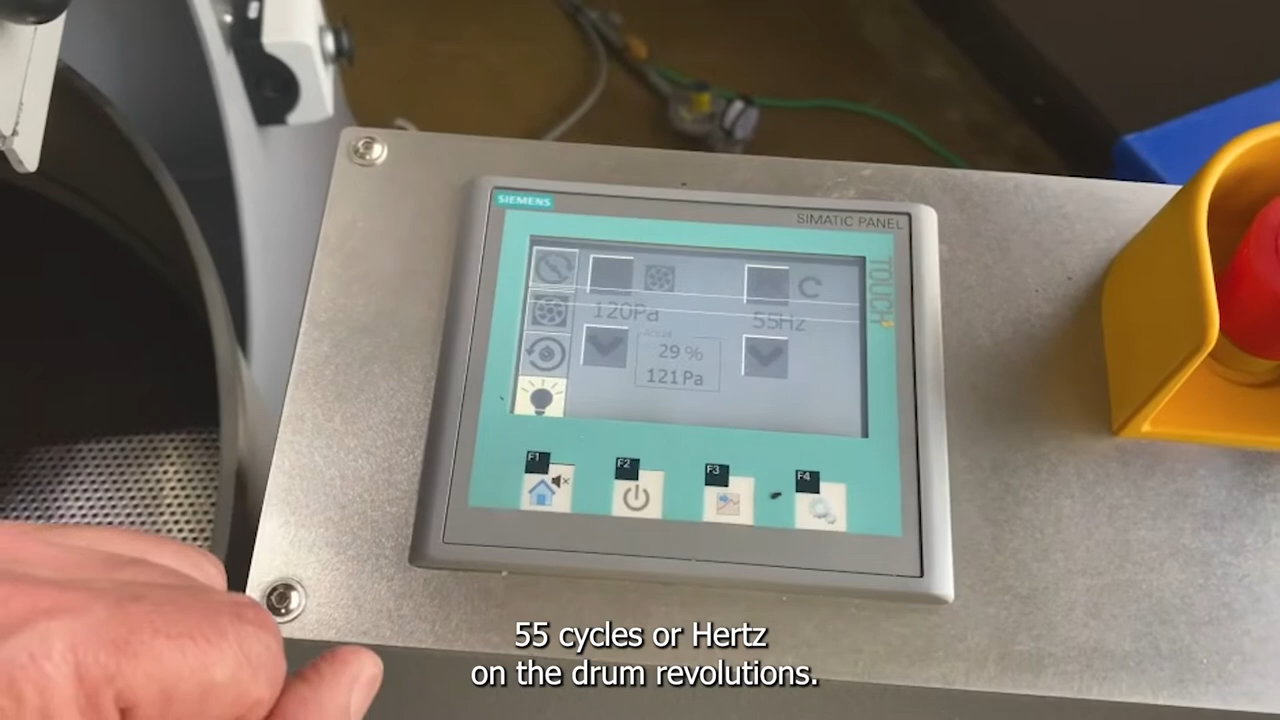 SIEMENS
SIMATIC PANEL
TOUCH
120Pa
55Hz
Actual
29 %
121 Pa
F1
F2
F3
F4
55 cycles or Hertz
on the drum revolutions.